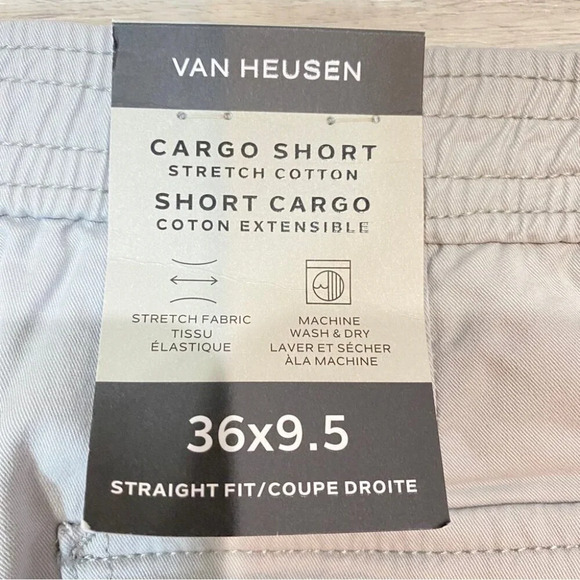 VAN HEUSEN
CARGO SHORT
STRETCH COTTON
SHORT CARGO
COTON EXTENSIBLE
STRETCH FABRIC
TISSU
ÉLASTIQUE
MACHINE
WASH & DRY
LAVER ET SÉCHER
ÀLA MACHINE
36x9.5
STRAIGHT FIT/COUPE DROITE